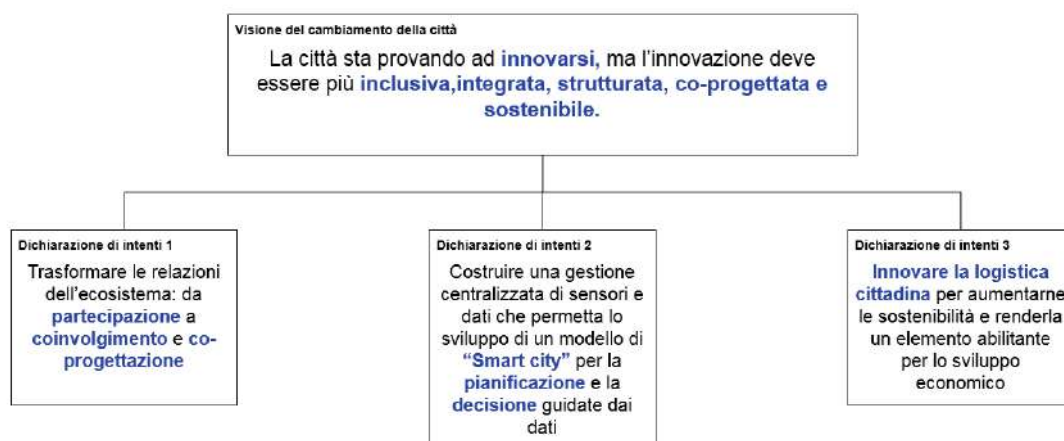 Visione del cambiamento della città
La città sta provando ad innovarsi, ma l'innovazione deve
essere più inclusiva,integrata, strutturata, co-progettata e
sostenibile.
Dichiarazione di intenti 1
Trasformare le relazioni
dell'ecosistema: da
partecipazione a
coinvolgimento e co-
progettazione
Dichiarazione di intenti 2
Costruire una gestione
centralizzata di sensori e
dati che permetta lo
sviluppo di un modello di
"Smart city" per la
pianificazione e la
decisione guidate dai
dati
Dichiarazione di intenti 3
Innovare la logistica
cittadina per aumentarne
le sostenibilità e renderla
un elemento abilitante
per lo sviluppo
economico